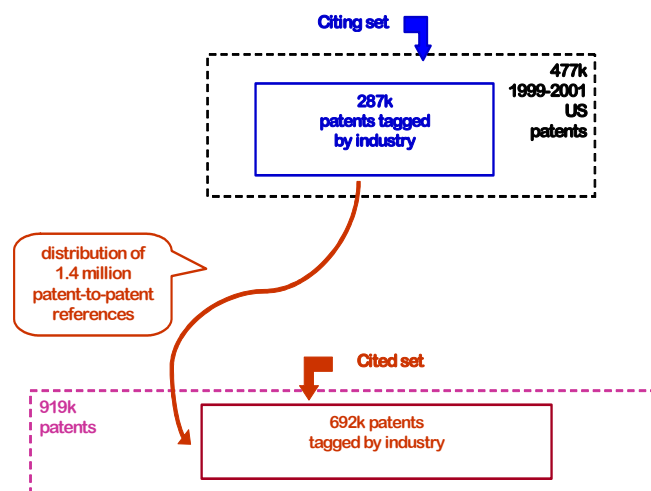 Citing set
477k
1999-2001
US
patents
287k
patents tagged
by industry
distribution of
1.4 million
patent-to-patent
references
Cited set
919k
patents
692k patents
tagged by industry